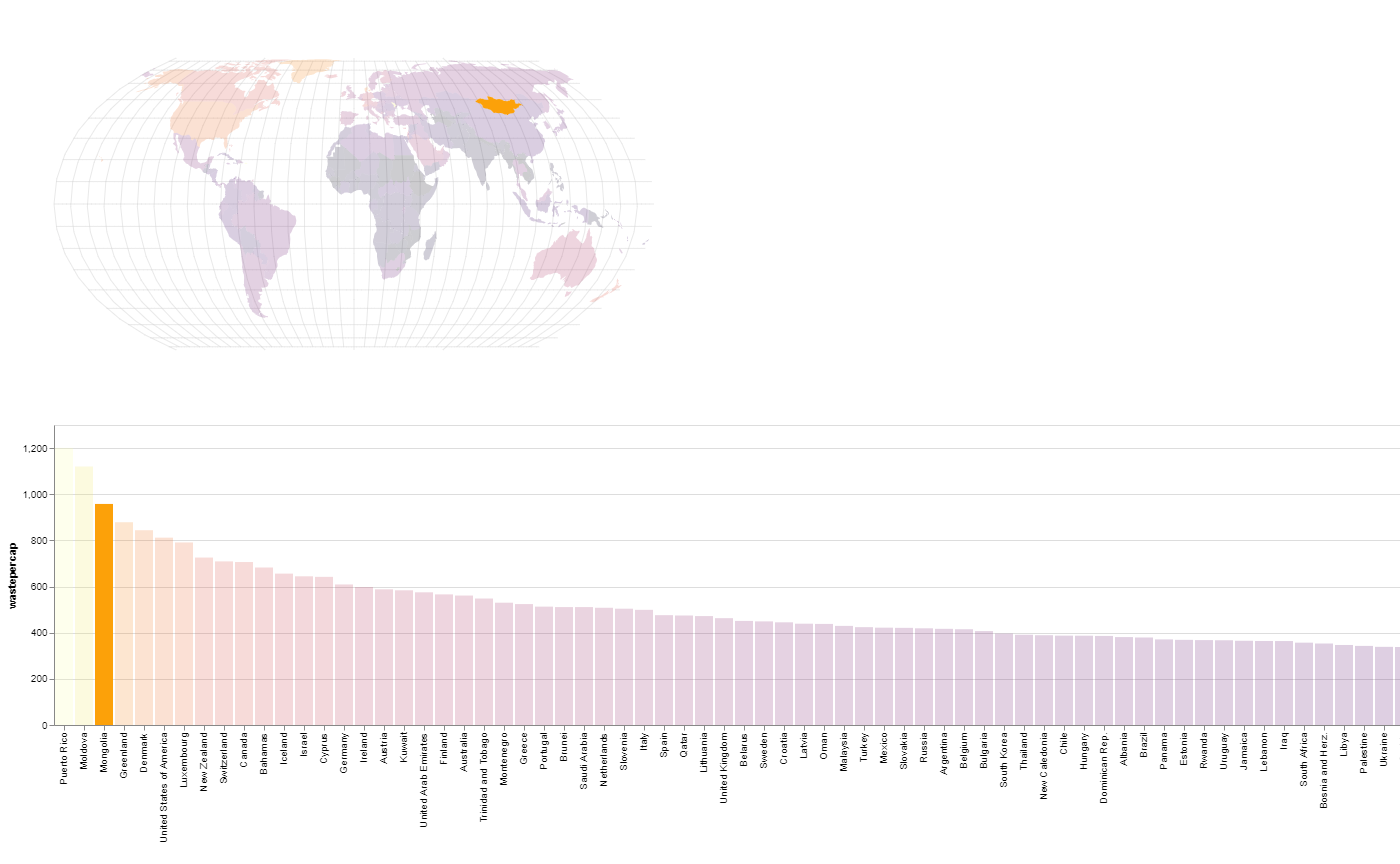 1,200
1,000
800
600
400
200
0
wastepercap
Puerto Rico
Moldova
Mongolia
Greenland
Denmark
United States of America
Luxembourg
New Zealand
Switzerland
Canada
Bahamas
Iceland
Israel
Cyprus
Germany
Ireland
Austria
Kuwait
United Arab Emirates
Finland
Australia
Trinidad and Tobago
Montenegro
Greece
Portugal
Brunei
Saudi Arabia
Netherlands
Slovenia
Italy
Spain
Qatar
Lithuania
United Kingdom
Belarus
Sweden
Croatia
Latvia
Oman
Malaysia
Turkey
Mexico
Slovakia
Russia
Argentina
Belgium
Bulgaria
South Korea
Thailand
New Caledonia
Chile
Hungary
Dominican Rep.
Albania
Brazil
Panama
Estonia
Rwanda
Uruguay
Jamaica
Lebanon
Iraq
South Africa
Bosnia and Herz.
Libya
Palestine
Ukraine